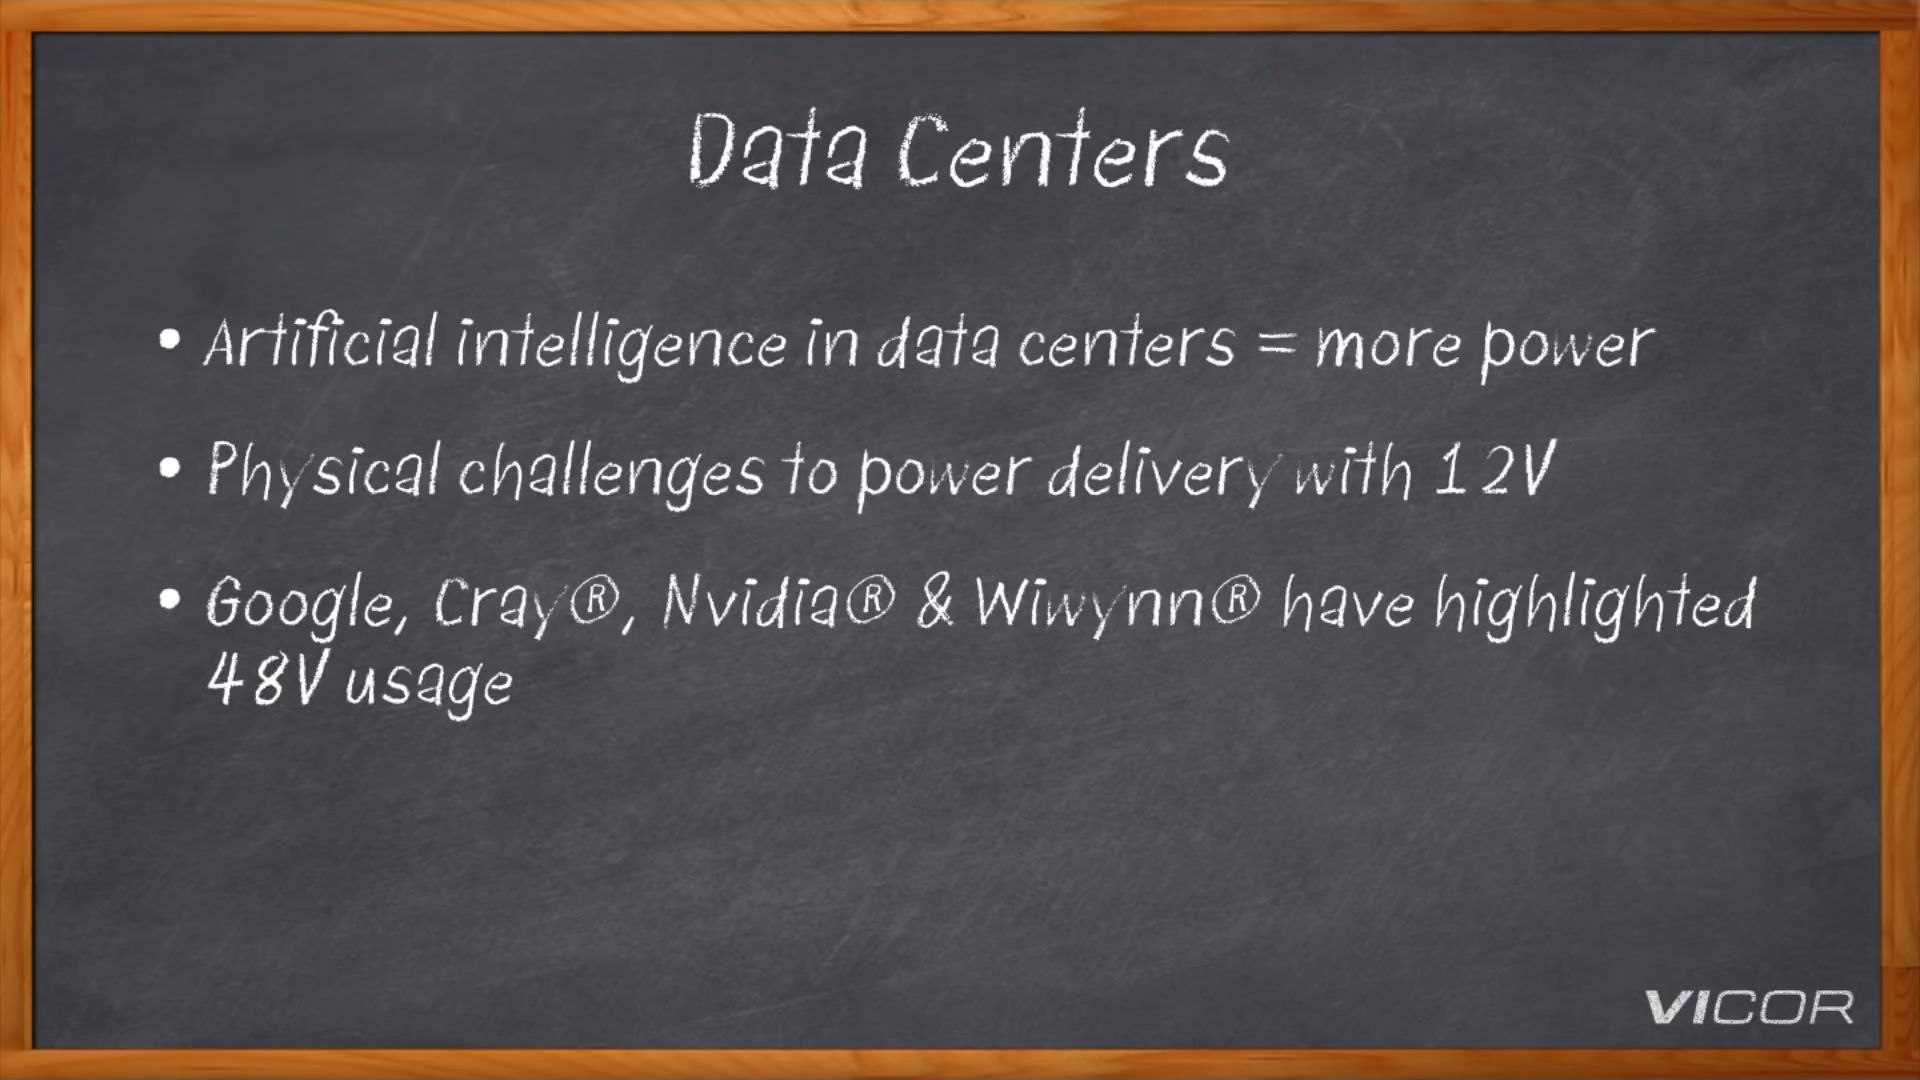 Data Centers
• Artificial intelligence in data centers = more power
• Physical challenges to power delivery with 12V
• Google, Cray®, Nvidia® & Wiwynn® have highlighted
48V usage
VICOR